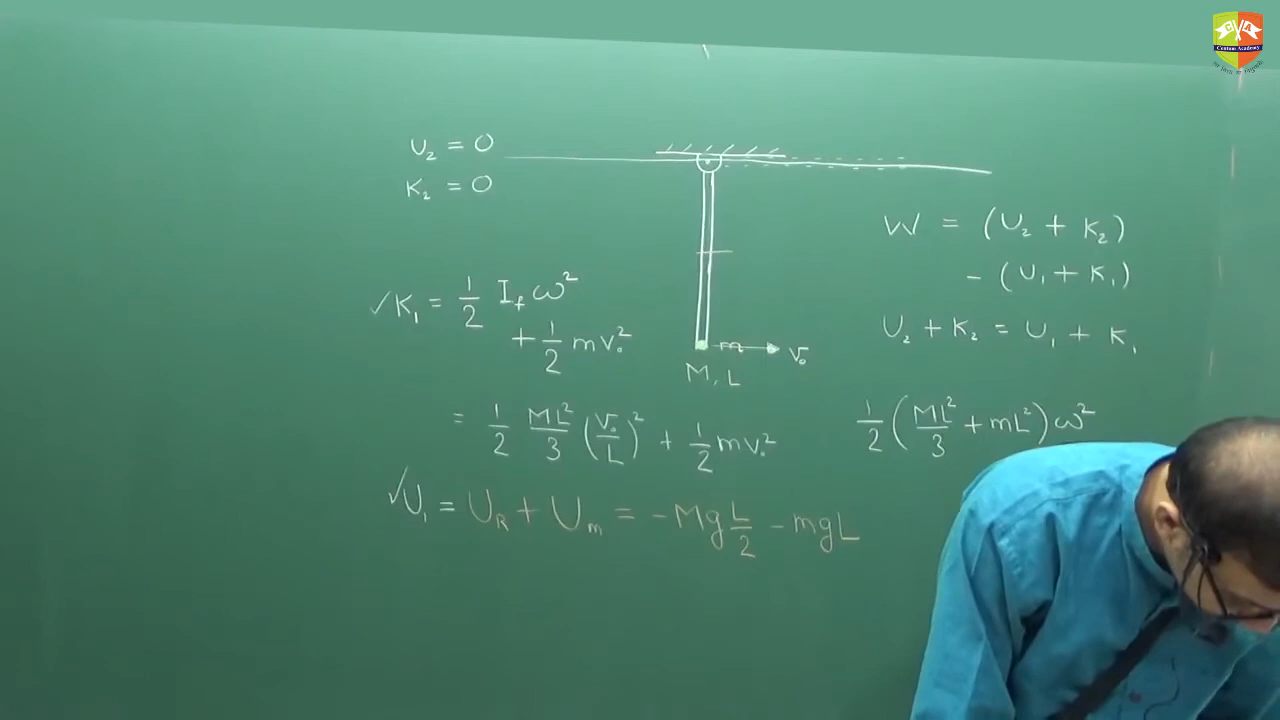 U₂ = 0
K₂ = 0
W = (U₂ + K₂)
- (U₁ + K₁)
U₂ + K₂ = U₁ + K₁
✓K₁ = 1/2 I_f ω²
+ 1/2 mv₀²
m
v₀
M, L
= 1/2 ML²/3 (v₀/L)² + 1/2 mv₀²
1/2 (ML²/3 + mL²) ω²
✓U₁ = U_R + U_m = -Mg L/2 - mgL
C A
Centum Academy